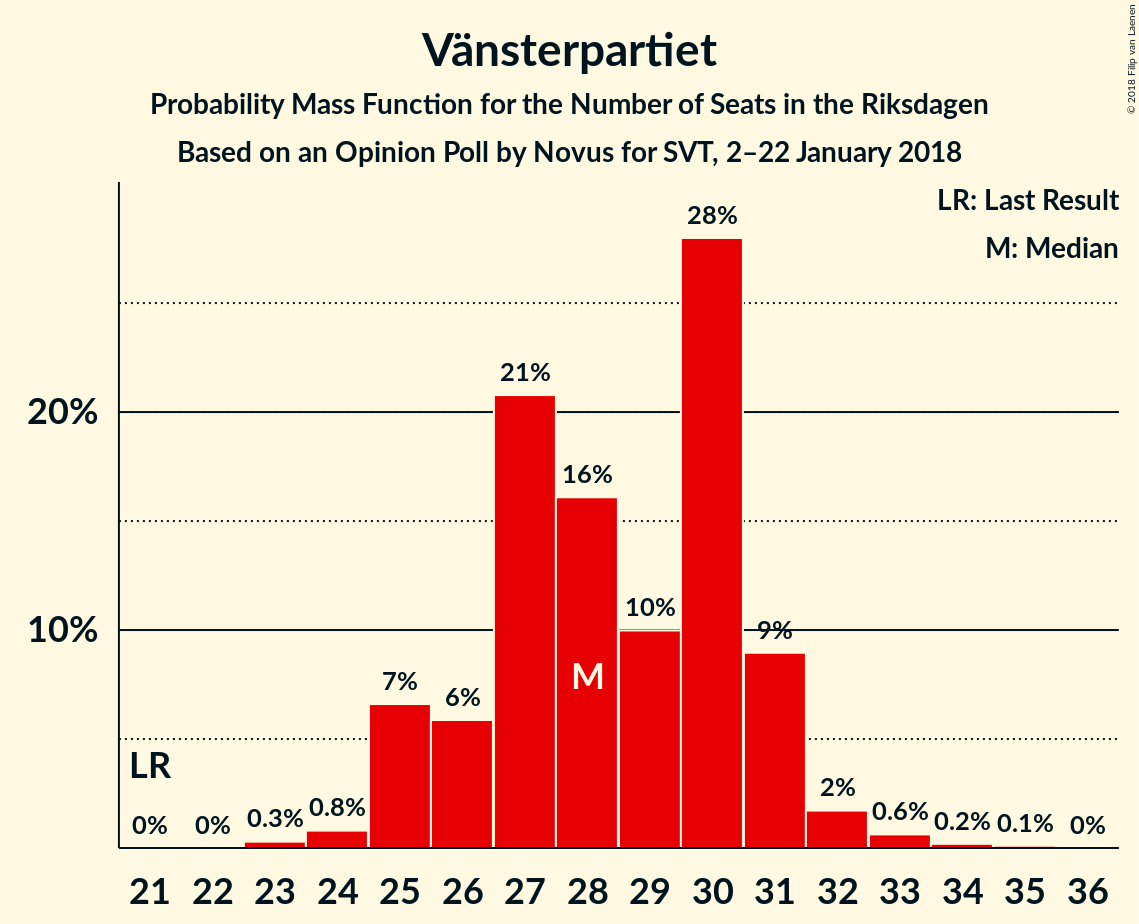 Vänsterpartiet
Probability Mass Function for the Number of Seats in the Riksdagen
Based on an Opinion Poll by Novus for SVT, 2–22 January 2018
© 2018 Filip van Laenen
LR: Last Result
M: Median
28%
21%
20%
16%
10%
10%
9%
7%
6%
M
LR
2%
0%
0%
0.3%
0.8%
0.6%
0.2%
0.1%
0%
21 22 23 24 25 26 27 28 29 30 31 32 33 34 35 36